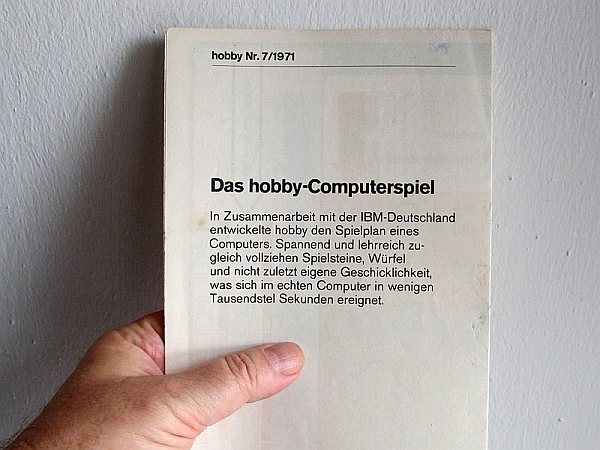 hobby Nr. 7/1971
Das hobby-Computerspiel
In Zusammenarbeit mit der IBM-Deutschland
entwickelte hobby den Spielplan eines
Computers. Spannend und lehrreich zu-
gleich vollziehen Spielsteine, Würfel
und nicht zuletzt eigene Geschicklichkeit,
was sich im echten Computer in wenigen
Tausendstel Sekunden ereignet.